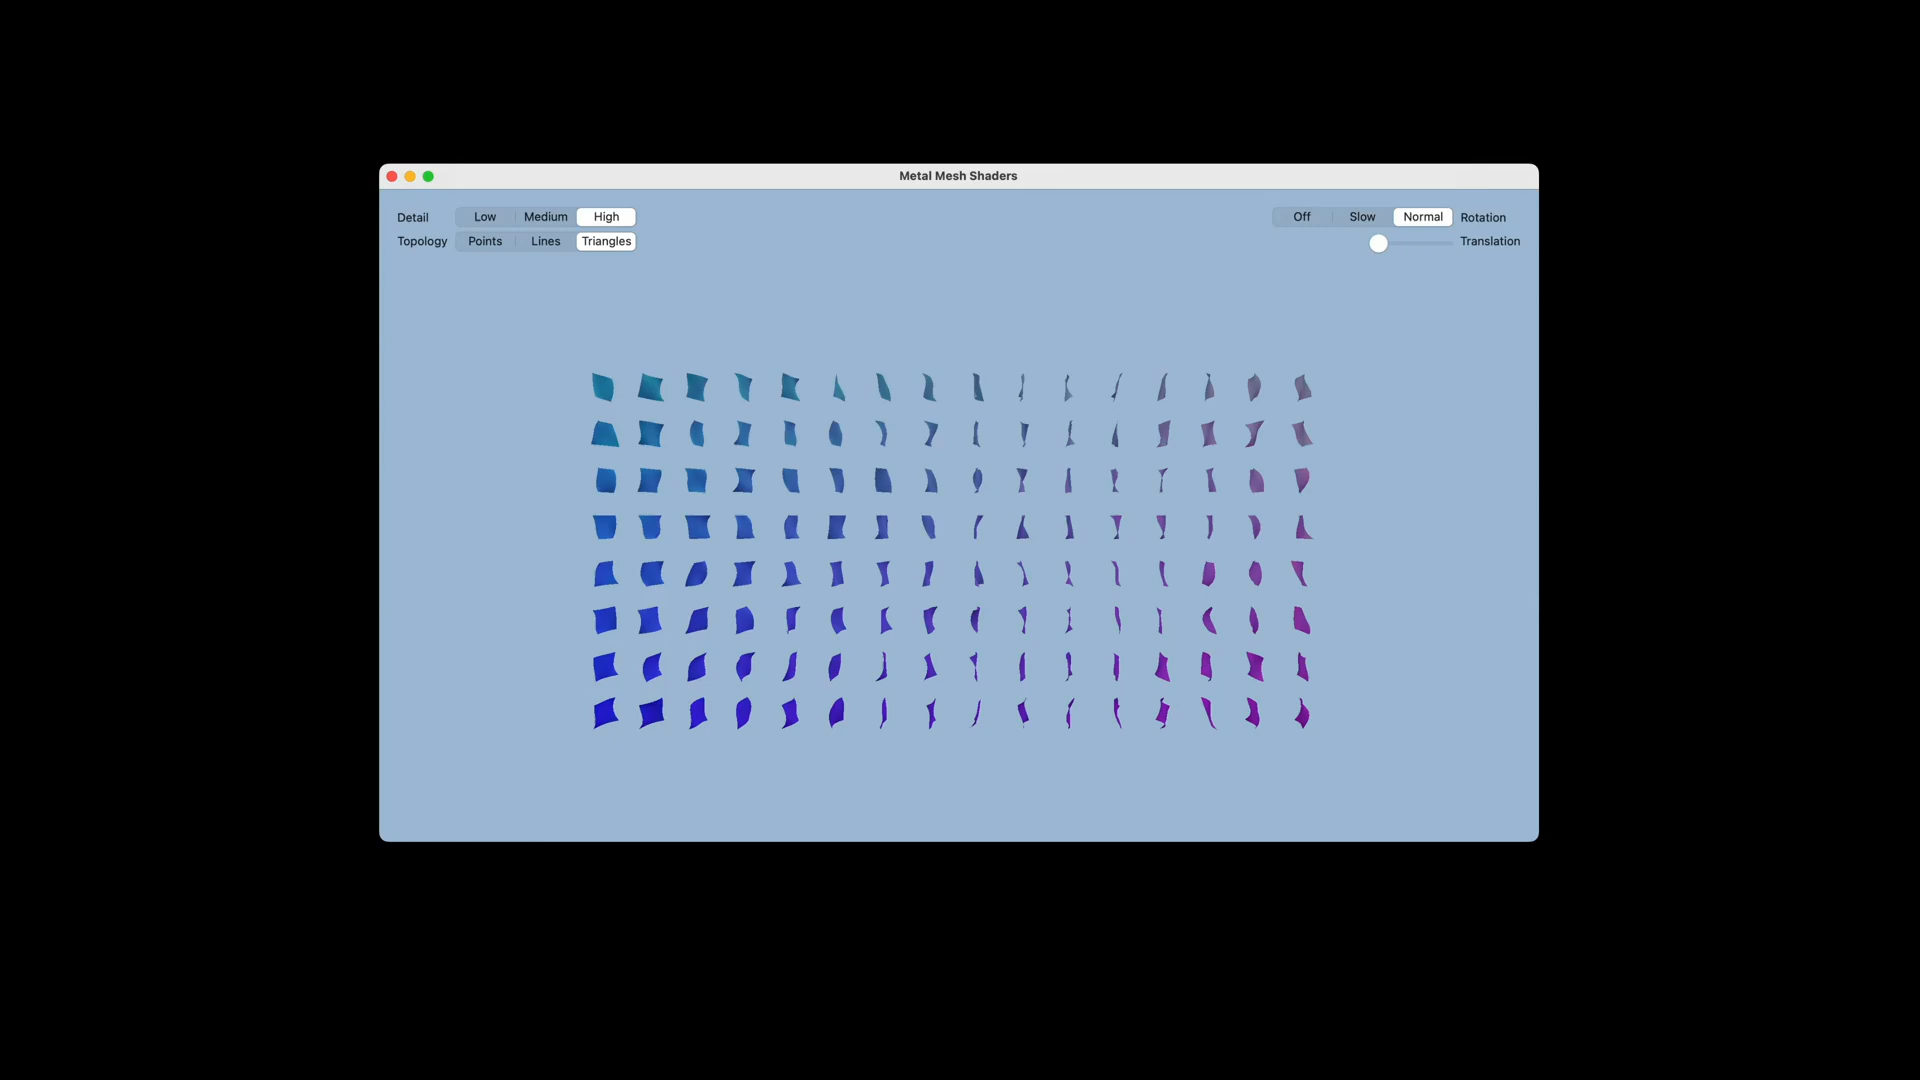 Metal Mesh Shaders
Detail Low Medium High Off Slow Normal Rotation
Topology Points Lines Triangles Translation